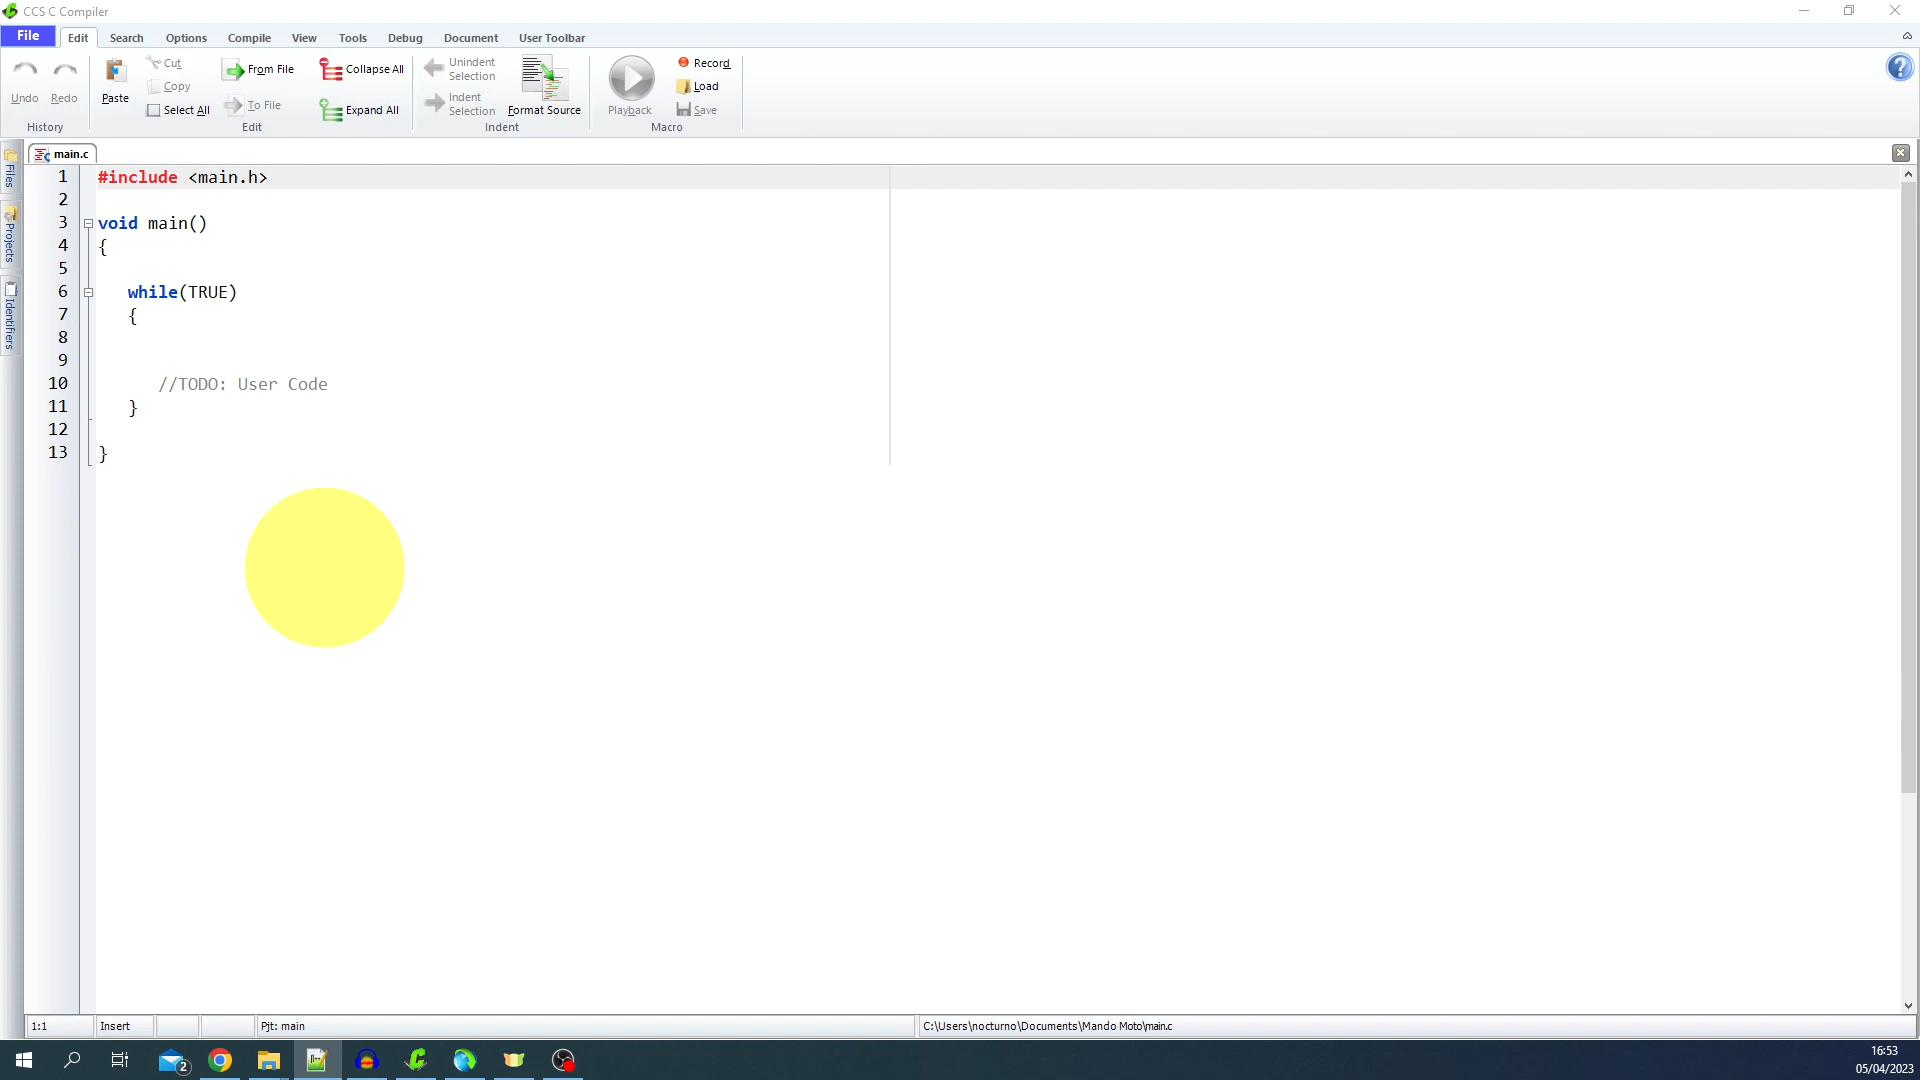 CCS C Compiler
File Edit Search Options Compile View Tools Debug Document User Toolbar
Undo Redo
History
Paste
Cut
Copy
Select All
From File
To File
Edit
Collapse All
Expand All
Unindent Selection
Indent Selection
Format Source
Indent
Playback
Record
Load
Save
Macro
Files
Projects
Identifiers
main.c
1 #include <main.h>
2
3 void main()
4 {
5
6 while(TRUE)
7 {
8
9
10 //TODO: User Code
11 }
12
13 }
1:1 Insert Pjt: main C:\Users\nocturno\Documents\Mando Moto\main.c
2
16:53
05/04/2023